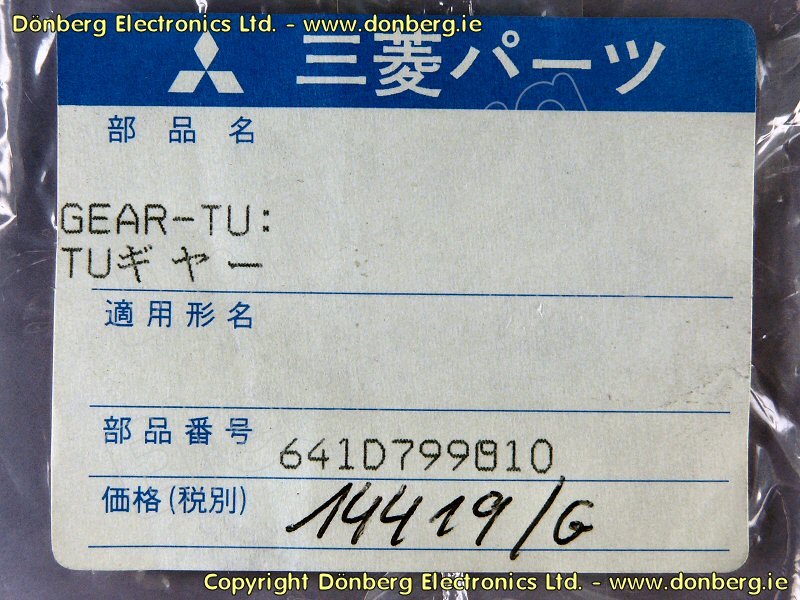 Dönberg Electronics Ltd. - www.donberg.ie
三菱パーツ
部品名
GEAR-TU:
TUギヤー
適用形名
部品番号 641D799010
価格(税別) 14419/G
Copyright Dönberg Electronics Ltd. - www.donberg.ie